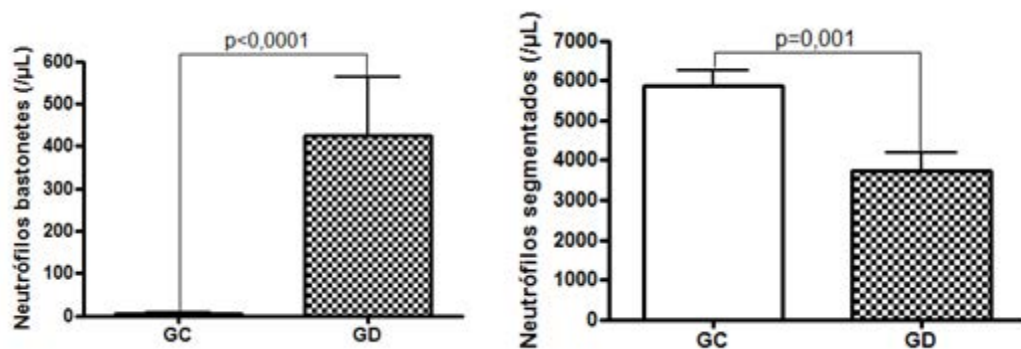 Neutrófilos bastonetes (/µL)
p<0,0001
600
500
400
300
200
100
0
GC
GD
Neutrófilos segmentados (/µL)
p=0,001
7000
6000
5000
4000
3000
2000
1000
0
GC
GD